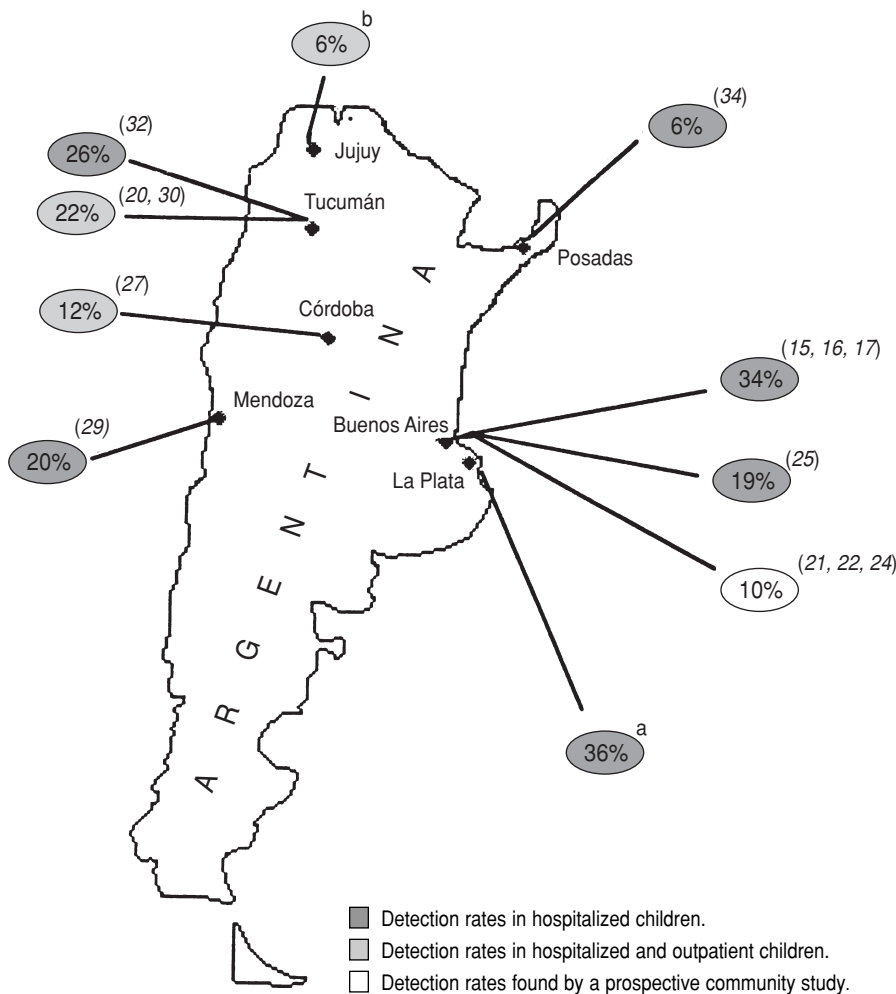 6% b
6% (34)
26% (32)
Jujuy
Tucumán
22% (20, 30)
Posadas
12% (27)
Córdoba
34% (15, 16, 17)
Mendoza
Buenos Aires
20% (29)
19% (25)
La Plata
10% (21, 22, 24)
ARGENTINA
36% a
Detection rates in hospitalized children.
Detection rates in hospitalized and outpatient children.
Detection rates found by a prospective community study.